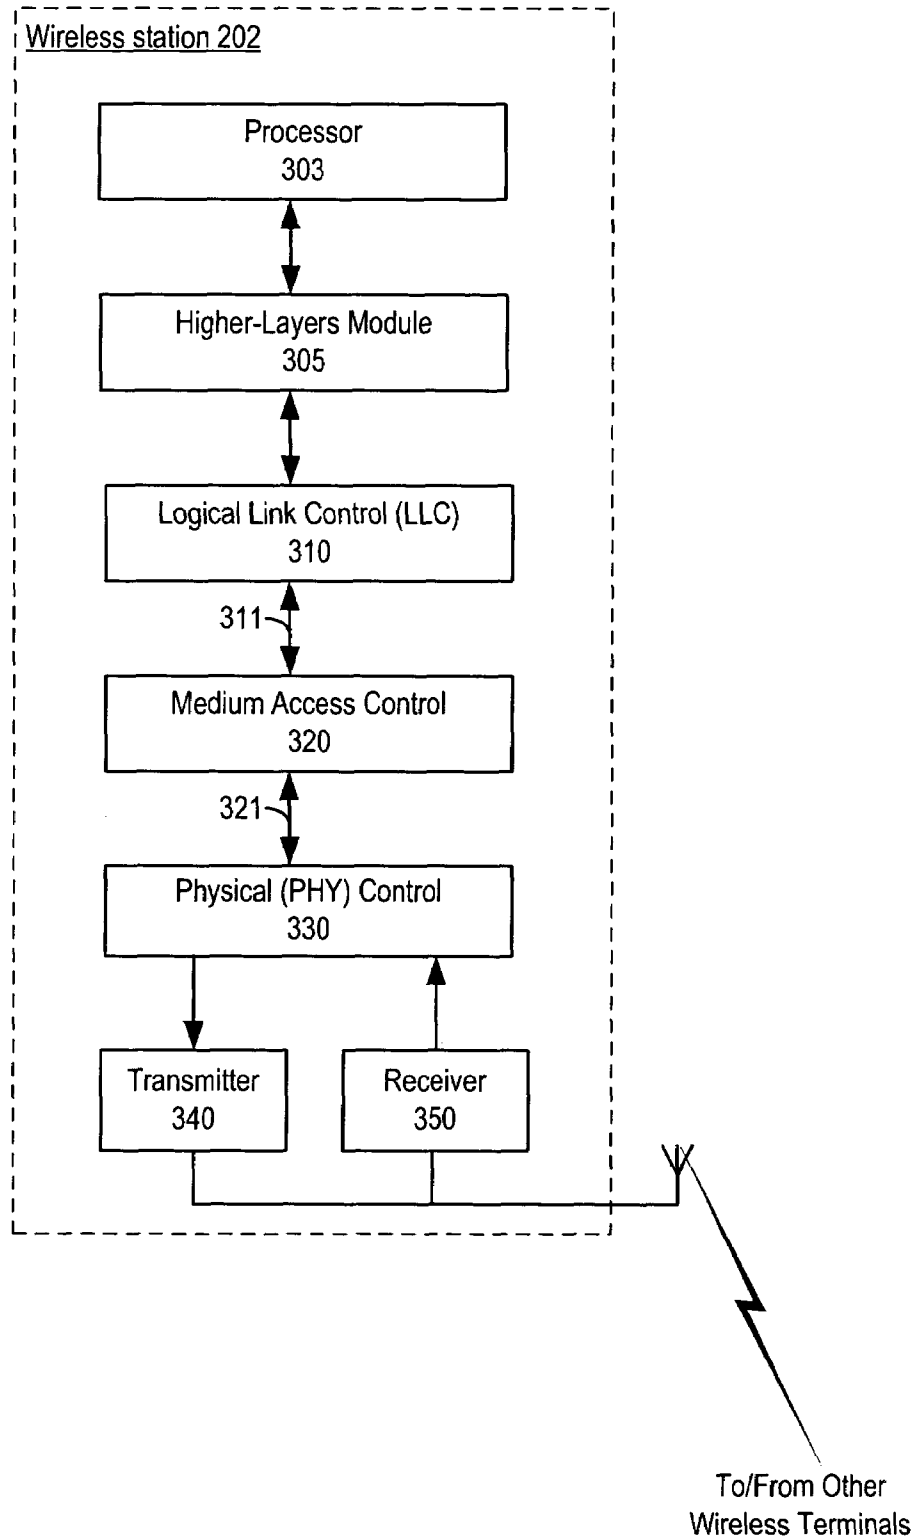 Wireless station 202
Processor
303
Higher-Layers Module
305
Logical Link Control (LLC)
310
311
Medium Access Control
320
321
Physical (PHY) Control
330
Transmitter
340
Receiver
350
To/From Other
Wireless Terminals